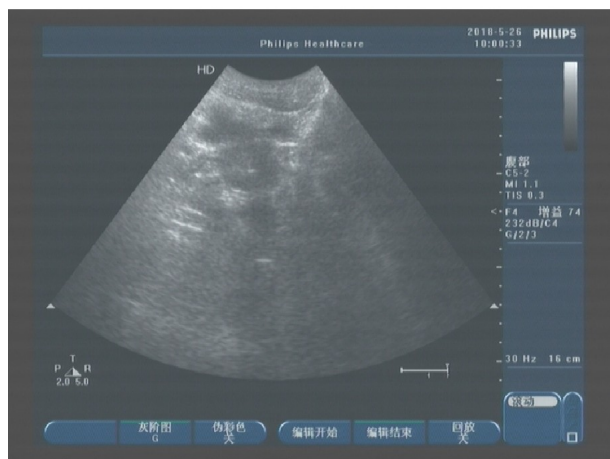 2010-5-26 PHILIPS
Philips Healthcare 10:00:33
HD
腹部
C5-2
MI 1.1
TIS 0.3
F4 增益 74
232dB/C4
G/2/3
T
P R
2.0 5.0
30 Hz 16 cm
滚动
灰阶图 伪彩色 编辑开始 编辑结束 回放
G 关 关